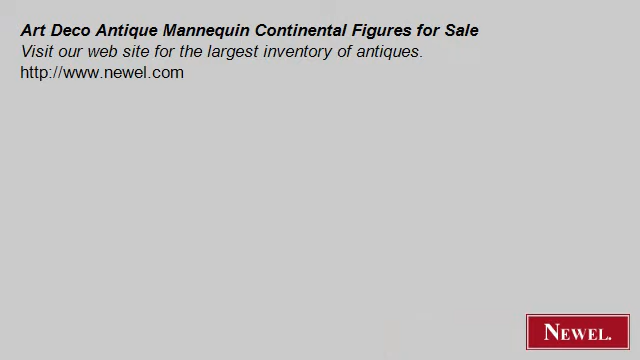 Art Deco Antique Mannequin Continental Figures for Sale
Visit our web site for the largest inventory of antiques.
http://www.newel.com
NEWEL.